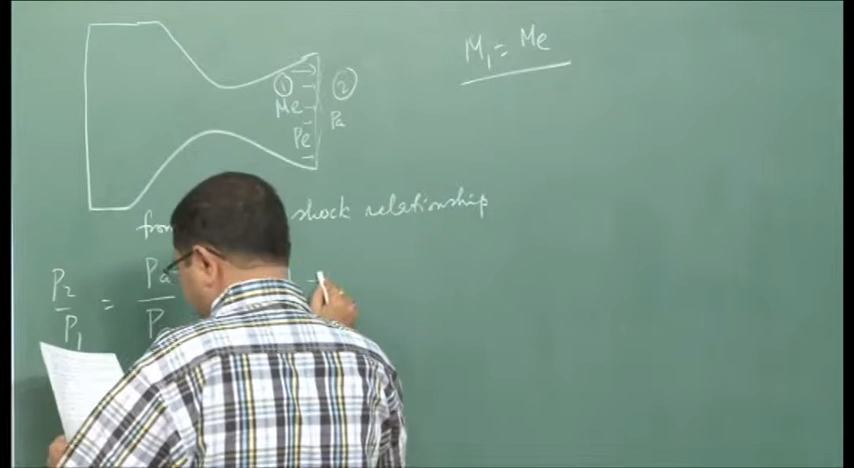 M₁ = Me
① ②
Me Pa
Pe
shock relationship
P₂/P₁ = Pa/P